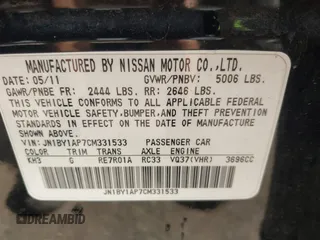 MANUFACTURED BY NISSAN MOTOR CO.,LTD.
DATE: 05/11 GVWR/PNBV: 5006 LBS.
GAWR/PNBE FR: 2444 LBS. RR: 2646 LBS.
THIS VEHICLE CONFORMS TO ALL APPLICABLE FEDERAL
MOTOR VEHICLE SAFETY,BUMPER,AND THEFT PREVENTION
STANDARDS IN EFFECT ON THE DATE OF MANUFACTURE
SHOWN ABOVE.
VIN: JN1BY1AP7CM331533 PASSENGER CAR
COLOR TRIM TRANS AXLE ENGINE
KH3 G RE7R01A RC33 VQ37(VHR) 3696CC
JN1BY1AP7CM331533
DREAMBID